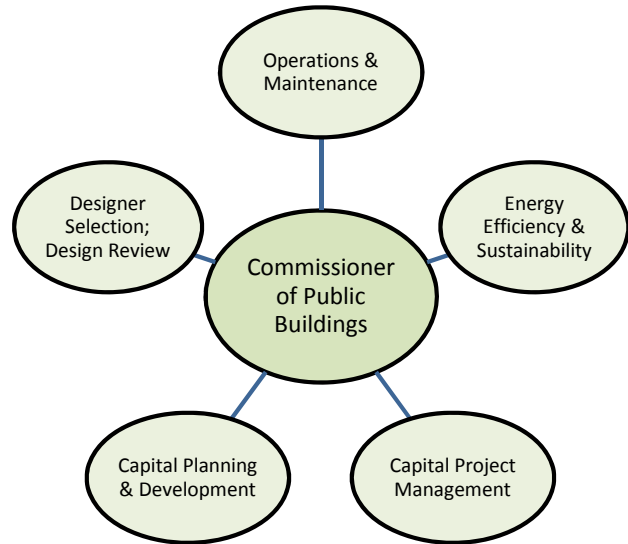 Operations &
Maintenance
Designer
Selection;
Design Review
Energy
Efficiency &
Sustainability
Commissioner
of Public
Buildings
Capital Planning
& Development
Capital Project
Management